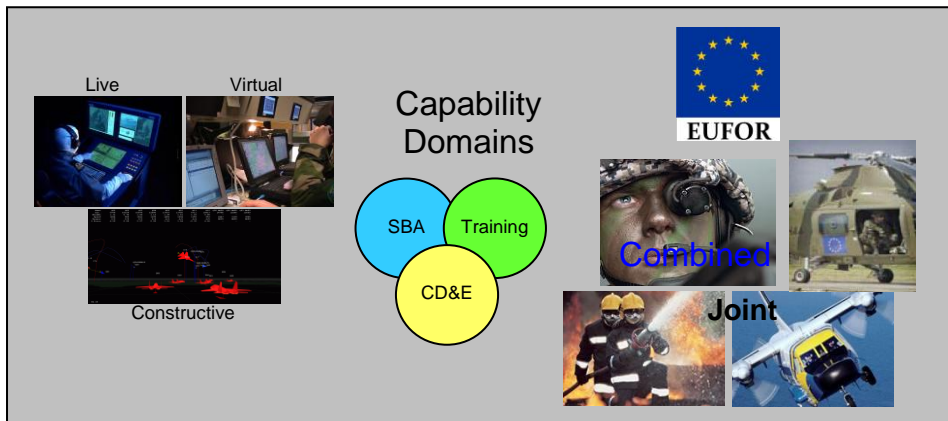 Live
Virtual
Constructive
Capability
Domains
SBA
Training
CD&E
EUFOR
Combined
Joint